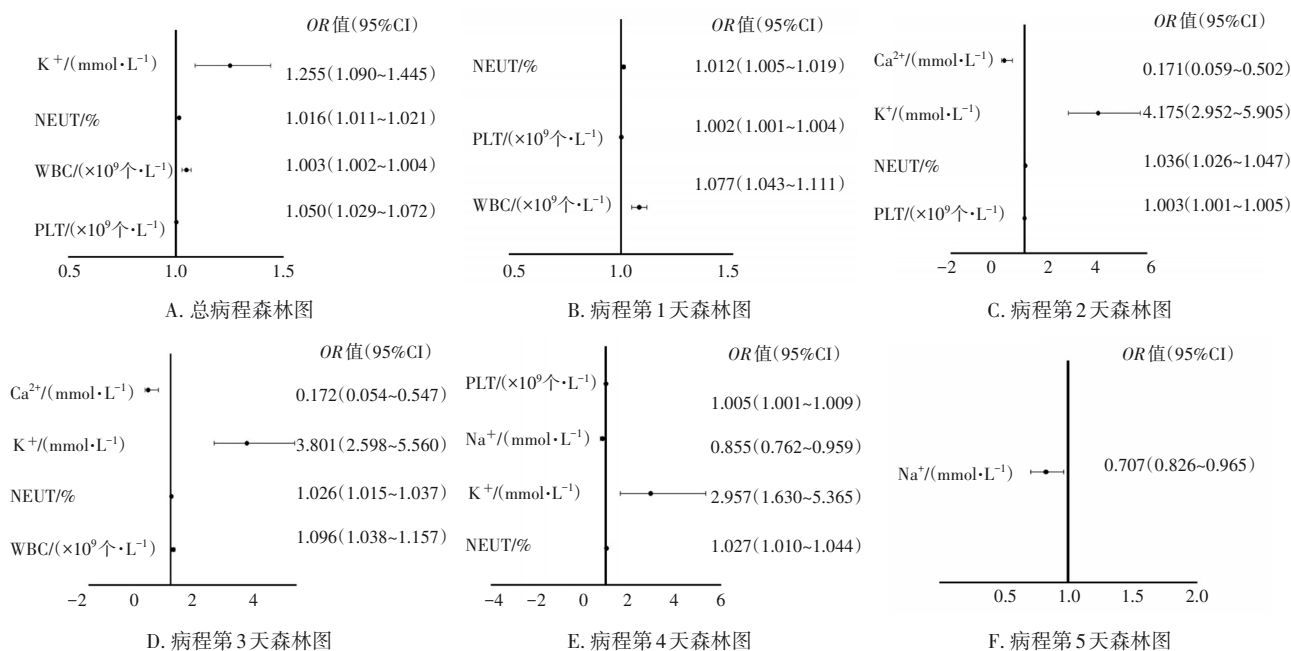 OR值(95%CI)
K⁺/(mmol·L⁻¹) 1.255(1.090~1.445)
NEUT/% 1.016(1.011~1.021)
WBC/(×10⁹个·L⁻¹) 1.003(1.002~1.004)
PLT/(×10⁹个·L⁻¹) 1.050(1.029~1.072)
0.5 1.0 1.5
A. 总病程森林图
OR值(95%CI)
NEUT/% 1.012(1.005~1.019)
PLT/(×10⁹个·L⁻¹) 1.002(1.001~1.004)
WBC/(×10⁹个·L⁻¹) 1.077(1.043~1.111)
0.5 1.0 1.5
B. 病程第1天森林图
OR值(95%CI)
Ca²⁺/(mmol·L⁻¹) 0.171(0.059~0.502)
K⁺/(mmol·L⁻¹) 4.175(2.952~5.905)
NEUT/% 1.036(1.026~1.047)
PLT/(×10⁹个·L⁻¹) 1.003(1.001~1.005)
−2 0 2 4 6
C. 病程第2天森林图
OR值(95%CI)
Ca²⁺/(mmol·L⁻¹) 0.172(0.054~0.547)
K⁺/(mmol·L⁻¹) 3.801(2.598~5.560)
NEUT/% 1.026(1.015~1.037)
WBC/(×10⁹个·L⁻¹) 1.096(1.038~1.157)
−2 0 2 4
D. 病程第3天森林图
OR值(95%CI)
PLT/(×10⁹个·L⁻¹) 1.005(1.001~1.009)
Na⁺/(mmol·L⁻¹) 0.855(0.762~0.959)
K⁺/(mmol·L⁻¹) 2.957(1.630~5.365)
NEUT/% 1.027(1.010~1.044)
−4 −2 0 2 4 6
E. 病程第4天森林图
OR值(95%CI)
Na⁺/(mmol·L⁻¹) 0.707(0.826~0.965)
0.5 1.0 1.5 2.0
F. 病程第5天森林图